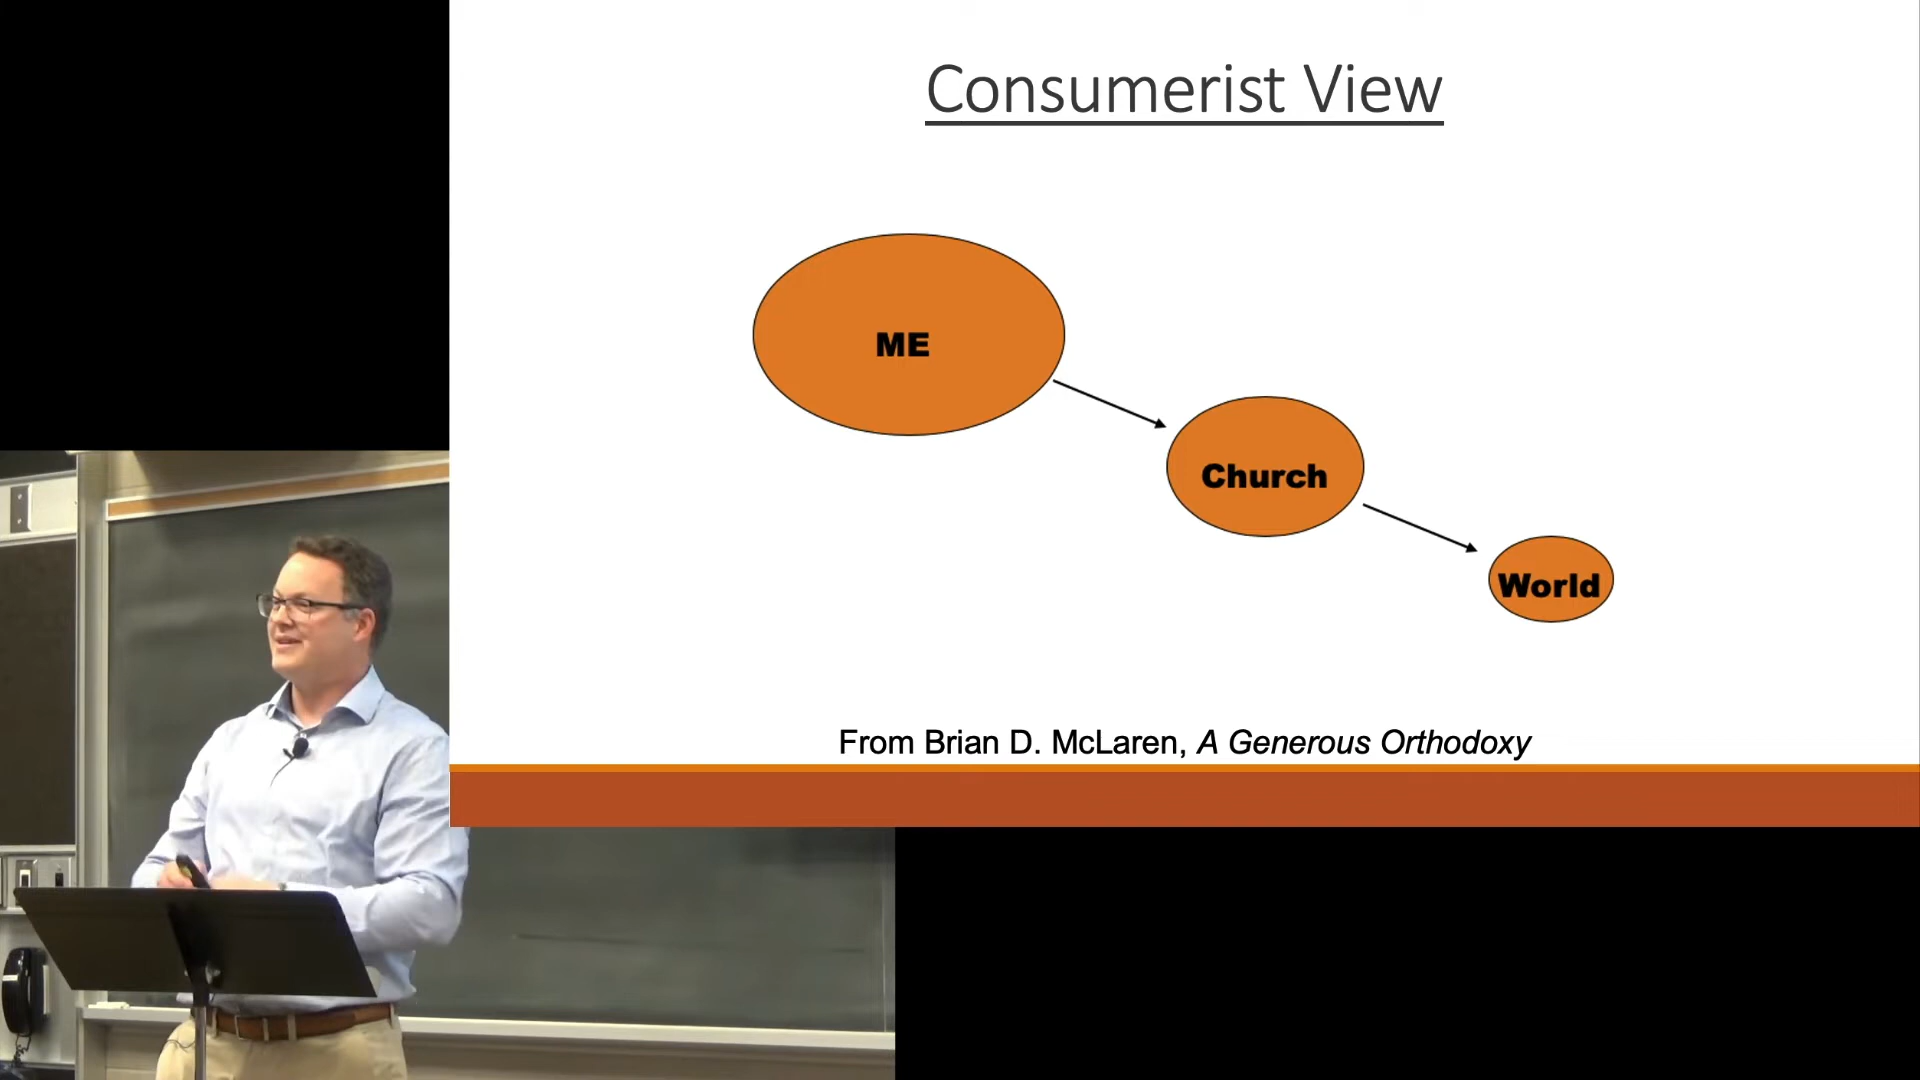 Consumerist View
ME
Church
World
From Brian D. McLaren, A Generous Orthodoxy